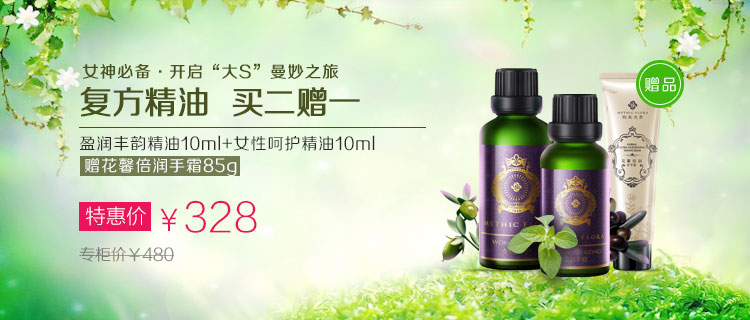 女神必备·开启“大S”曼妙之旅
复方精油 买二赠一
盈润丰韵精油10ml+女性呵护精油10ml
赠花馨倍润手霜85g
特惠价 ￥328
专柜价￥480
赠品
MYTHIC FLORA